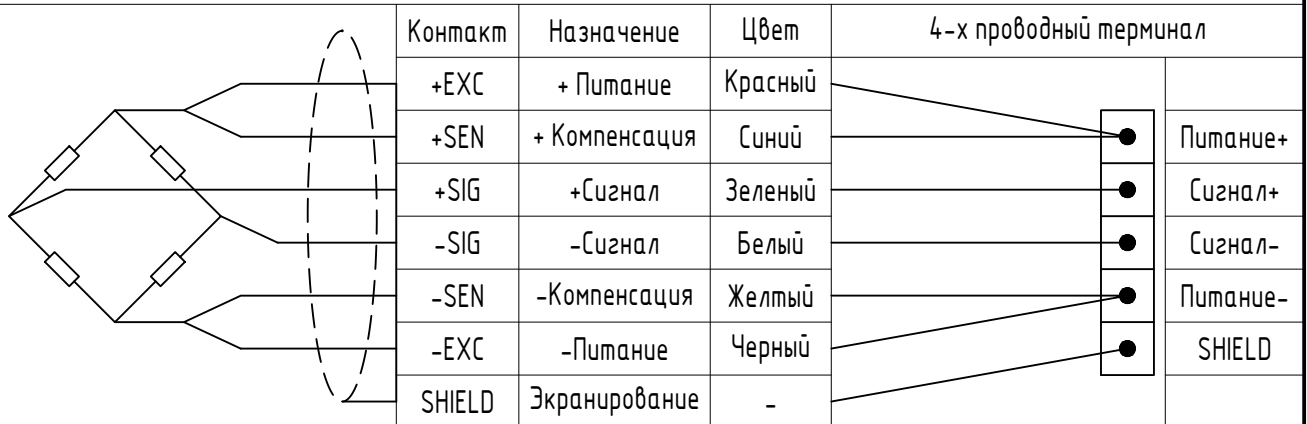 Контакт Назначение Цвет 4-х проводный терминал
+EXC + Питание Красный
+SEN + Компенсация Синий Питание+
+SIG +Сигнал Зеленый Сигнал+
-SIG -Сигнал Белый Сигнал-
-SEN -Компенсация Желтый Питание-
-EXC -Питание Черный SHIELD
SHIELD Экранирование -